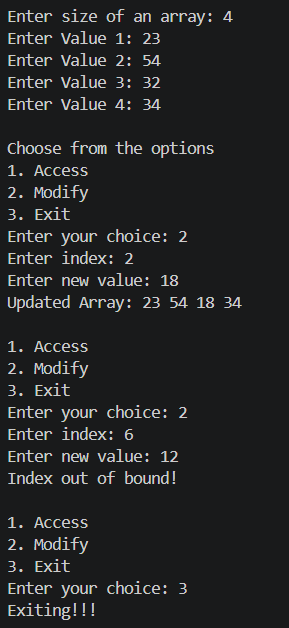 Enter size of an array: 4
Enter Value 1: 23
Enter Value 2: 54
Enter Value 3: 32
Enter Value 4: 34

Choose from the options
1. Access
2. Modify
3. Exit
Enter your choice: 2
Enter index: 2
Enter new value: 18
Updated Array: 23 54 18 34

1. Access
2. Modify
3. Exit
Enter your choice: 2
Enter index: 6
Enter new value: 12
Index out of bound!

1. Access
2. Modify
3. Exit
Enter your choice: 3
Exiting!!!